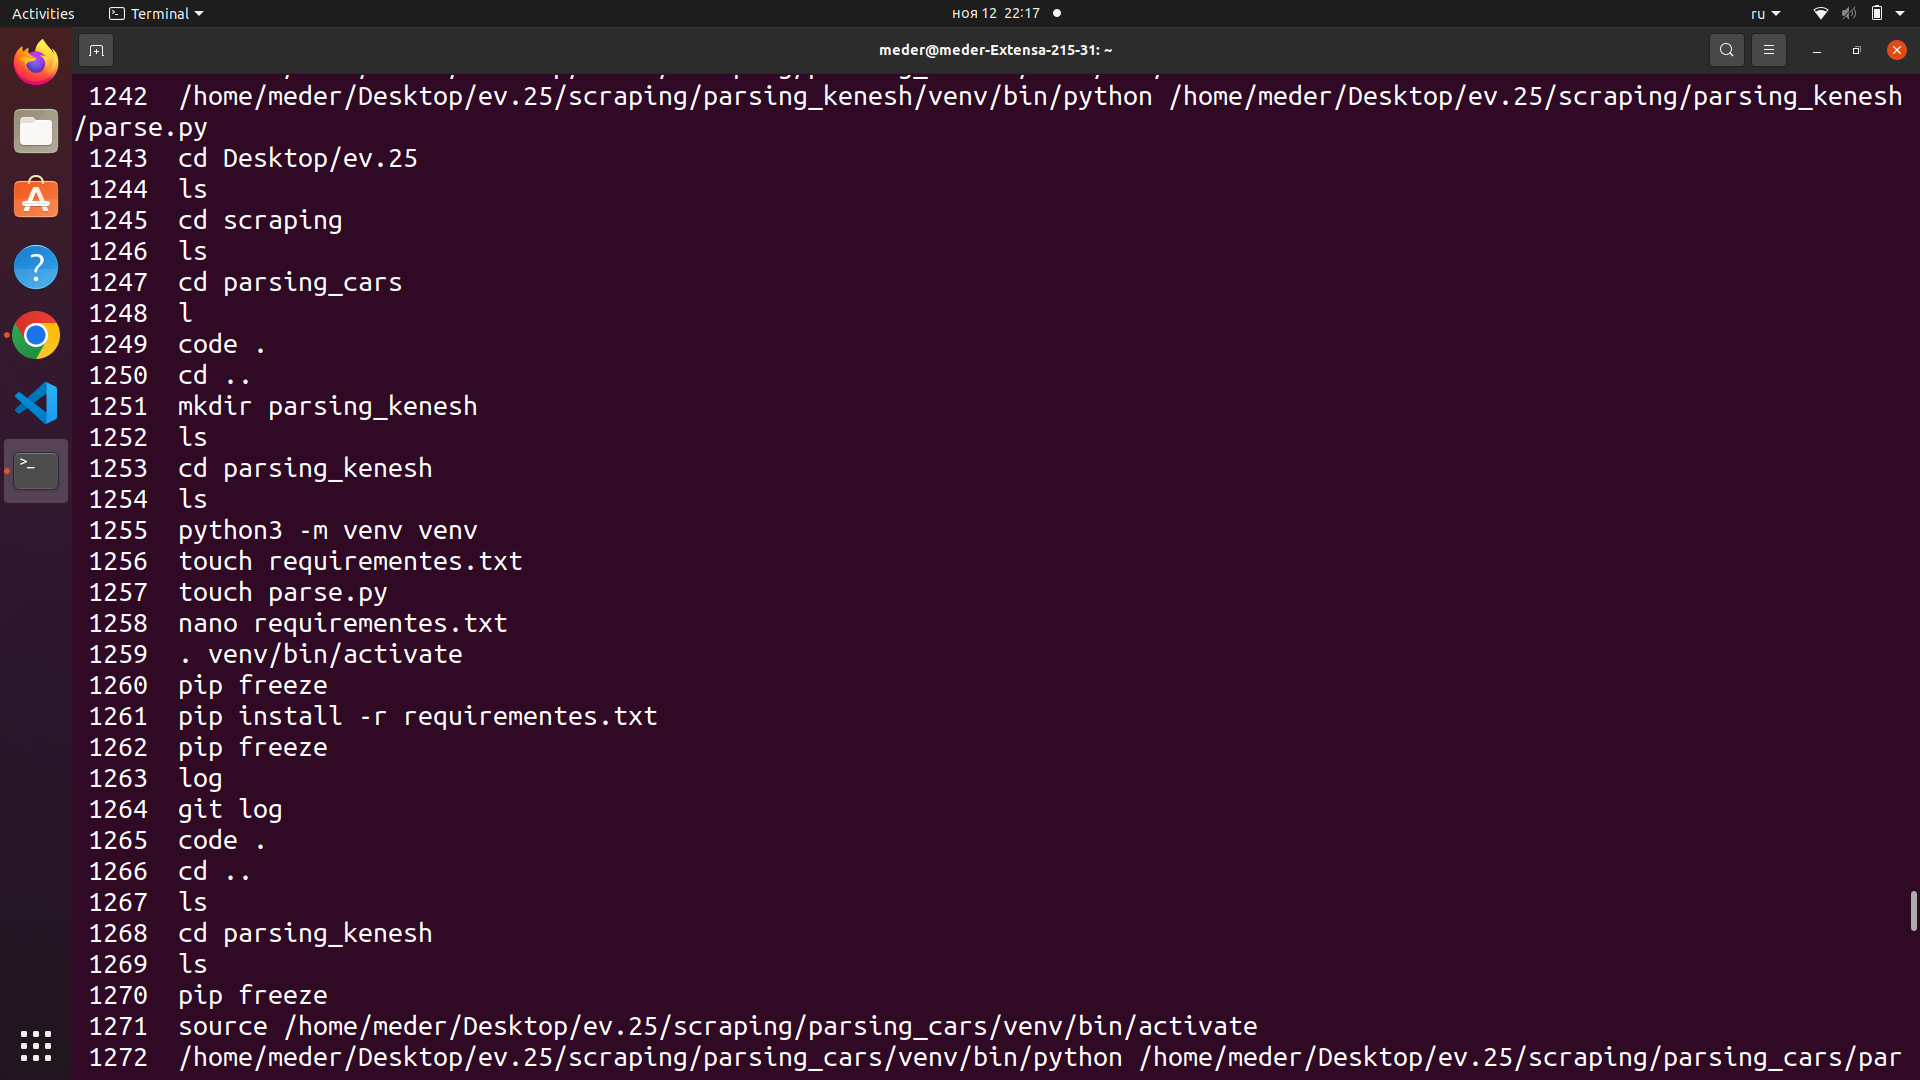 Activities
Terminal
ноя 12 22:17
ru
meder@meder-Extensa-215-31: ~
1242 /home/meder/Desktop/ev.25/scraping/parsing_kenesh/venv/bin/python /home/meder/Desktop/ev.25/scraping/parsing_kenesh
/parse.py
1243 cd Desktop/ev.25
1244 ls
1245 cd scraping
1246 ls
1247 cd parsing_cars
1248 l
1249 code .
1250 cd ..
1251 mkdir parsing_kenesh
1252 ls
1253 cd parsing_kenesh
1254 ls
1255 python3 -m venv venv
1256 touch requirementes.txt
1257 touch parse.py
1258 nano requirementes.txt
1259 . venv/bin/activate
1260 pip freeze
1261 pip install -r requirementes.txt
1262 pip freeze
1263 log
1264 git log
1265 code .
1266 cd ..
1267 ls
1268 cd parsing_kenesh
1269 ls
1270 pip freeze
1271 source /home/meder/Desktop/ev.25/scraping/parsing_cars/venv/bin/activate
1272 /home/meder/Desktop/ev.25/scraping/parsing_cars/venv/bin/python /home/meder/Desktop/ev.25/scraping/parsing_cars/par